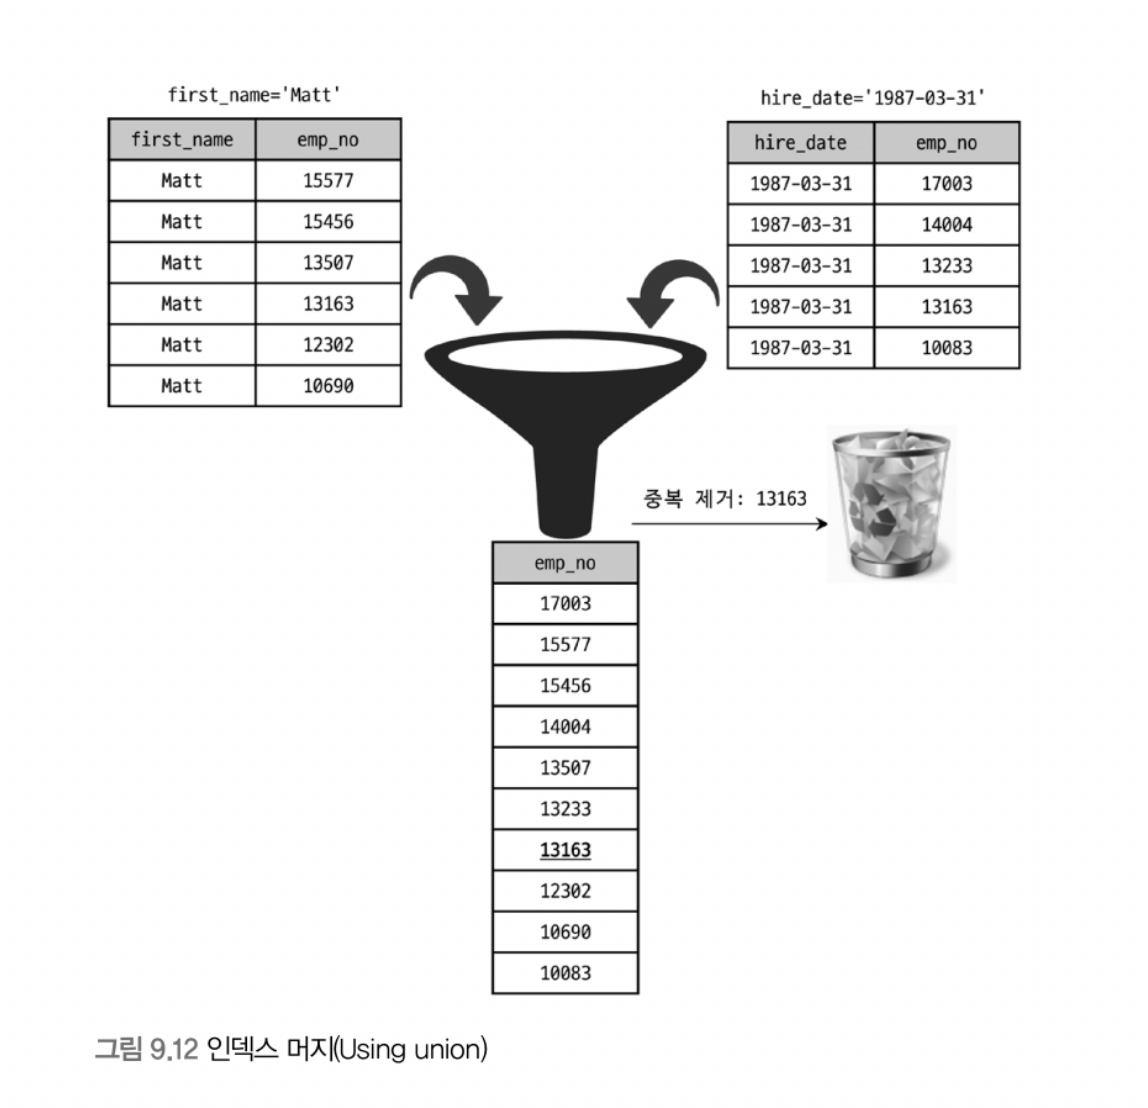 first_name='Matt'
first_name emp_no
Matt 15577
Matt 15456
Matt 13507
Matt 13163
Matt 12302
Matt 10690
hire_date='1987-03-31'
hire_date emp_no
1987-03-31 17003
1987-03-31 14004
1987-03-31 13233
1987-03-31 13163
1987-03-31 10083
중복 제거: 13163
emp_no
17003
15577
15456
14004
13507
13233
13163
12302
10690
10083
그림 9.12 인덱스 머지(Using union)